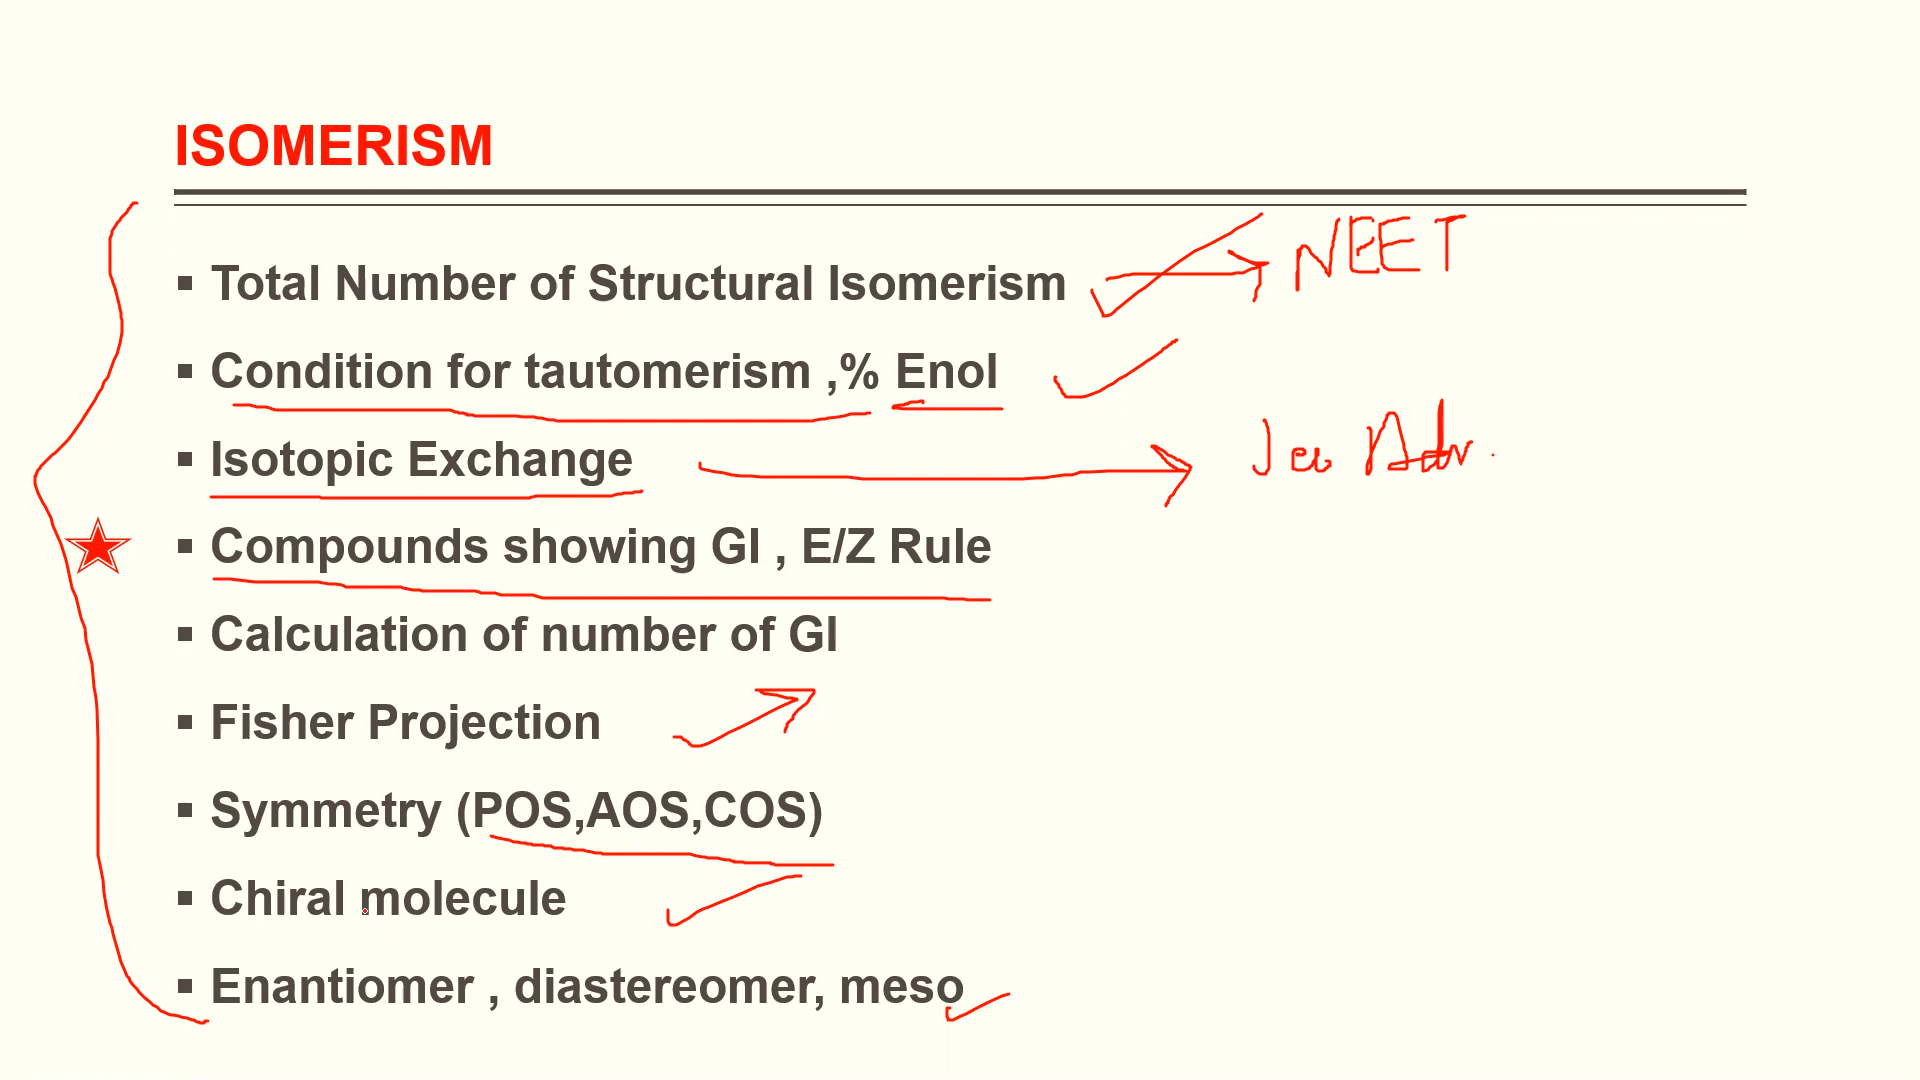 ISOMERISM
Total Number of Structural Isomerism → NEET
Condition for tautomerism ,% Enol
Isotopic Exchange → Jee Adv.
Compounds showing GI , E/Z Rule
Calculation of number of GI
Fisher Projection
Symmetry (POS,AOS,COS)
Chiral molecule
Enantiomer , diastereomer, meso